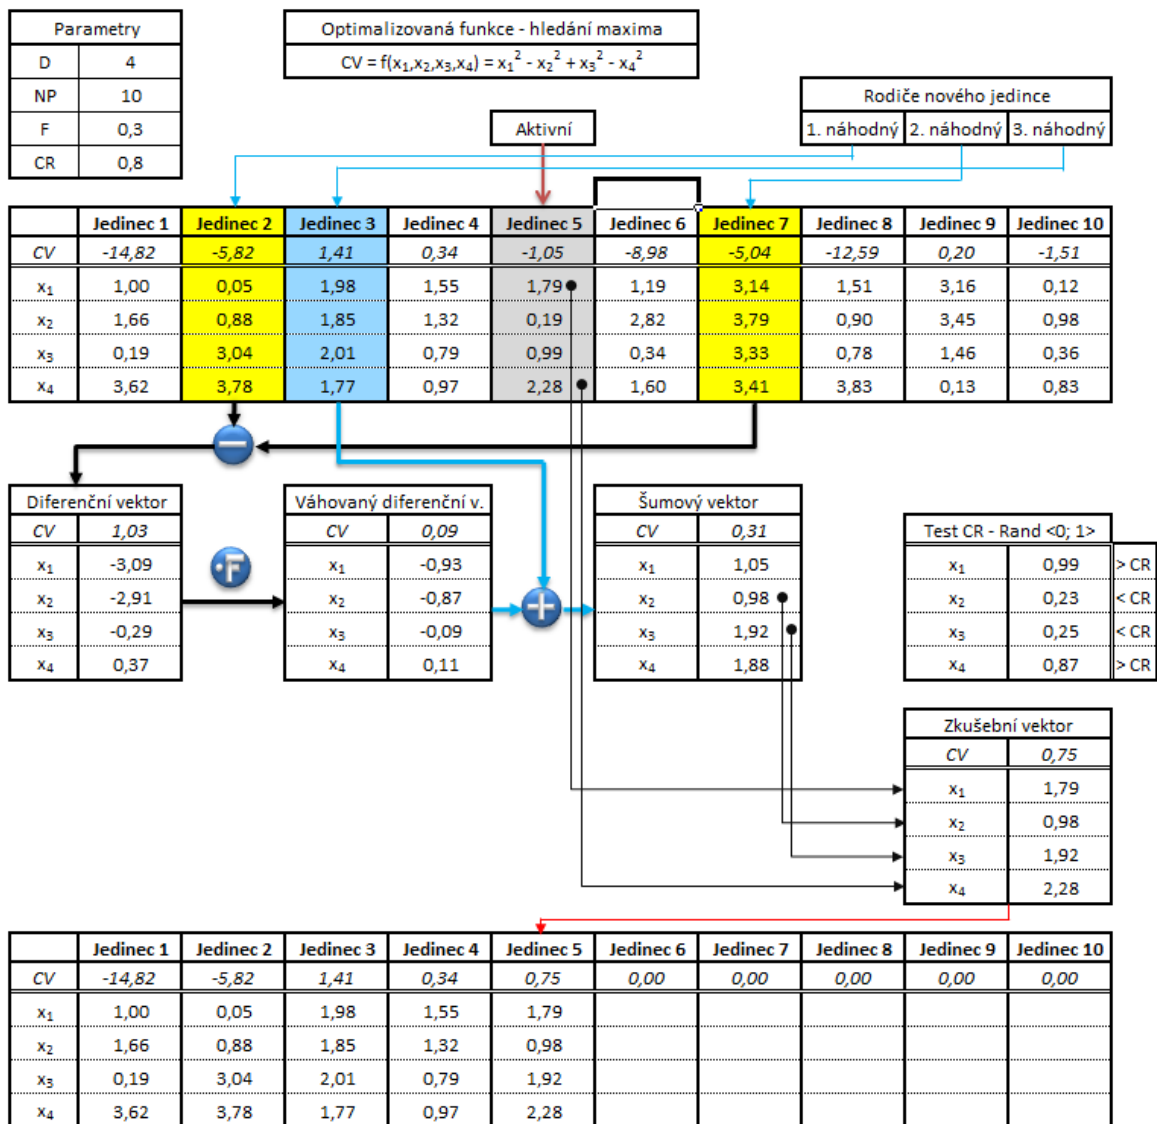 Parametry
D 4
NP 10
F 0,3
CR 0,8
Optimalizovaná funkce - hledání maxima
CV = f(x₁,x₂,x₃,x₄) = x₁² - x₂² + x₃² - x₄²
Aktivní
Rodiče nového jedince
1. náhodný 2. náhodný 3. náhodný
Jedinec 1 Jedinec 2 Jedinec 3 Jedinec 4 Jedinec 5 Jedinec 6 Jedinec 7 Jedinec 8 Jedinec 9 Jedinec 10
CV -14,82 -5,82 1,41 0,34 -1,05 -8,98 -5,04 -12,59 0,20 -1,51
x₁ 1,00 0,05 1,98 1,55 1,79 1,19 3,14 1,51 3,16 0,12
x₂ 1,66 0,88 1,85 1,32 0,19 2,82 3,79 0,90 3,45 0,98
x₃ 0,19 3,04 2,01 0,79 0,99 0,34 3,33 0,78 1,46 0,36
x₄ 3,62 3,78 1,77 0,97 2,28 1,60 3,41 3,83 0,13 0,83
Diferenční vektor
CV 1,03
x₁ -3,09
x₂ -2,91
x₃ -0,29
x₄ 0,37
·F
Váhovaný diferenční v.
CV 0,09
x₁ -0,93
x₂ -0,87
x₃ -0,09
x₄ 0,11
Šumový vektor
CV 0,31
x₁ 1,05
x₂ 0,98
x₃ 1,92
x₄ 1,88
Test CR - Rand <0; 1>
x₁ 0,99 > CR
x₂ 0,23 < CR
x₃ 0,25 < CR
x₄ 0,87 > CR
Zkušební vektor
CV 0,75
x₁ 1,79
x₂ 0,98
x₃ 1,92
x₄ 2,28
Jedinec 1 Jedinec 2 Jedinec 3 Jedinec 4 Jedinec 5 Jedinec 6 Jedinec 7 Jedinec 8 Jedinec 9 Jedinec 10
CV -14,82 -5,82 1,41 0,34 0,75 0,00 0,00 0,00 0,00 0,00
x₁ 1,00 0,05 1,98 1,55 1,79
x₂ 1,66 0,88 1,85 1,32 0,98
x₃ 0,19 3,04 2,01 0,79 1,92
x₄ 3,62 3,78 1,77 0,97 2,28